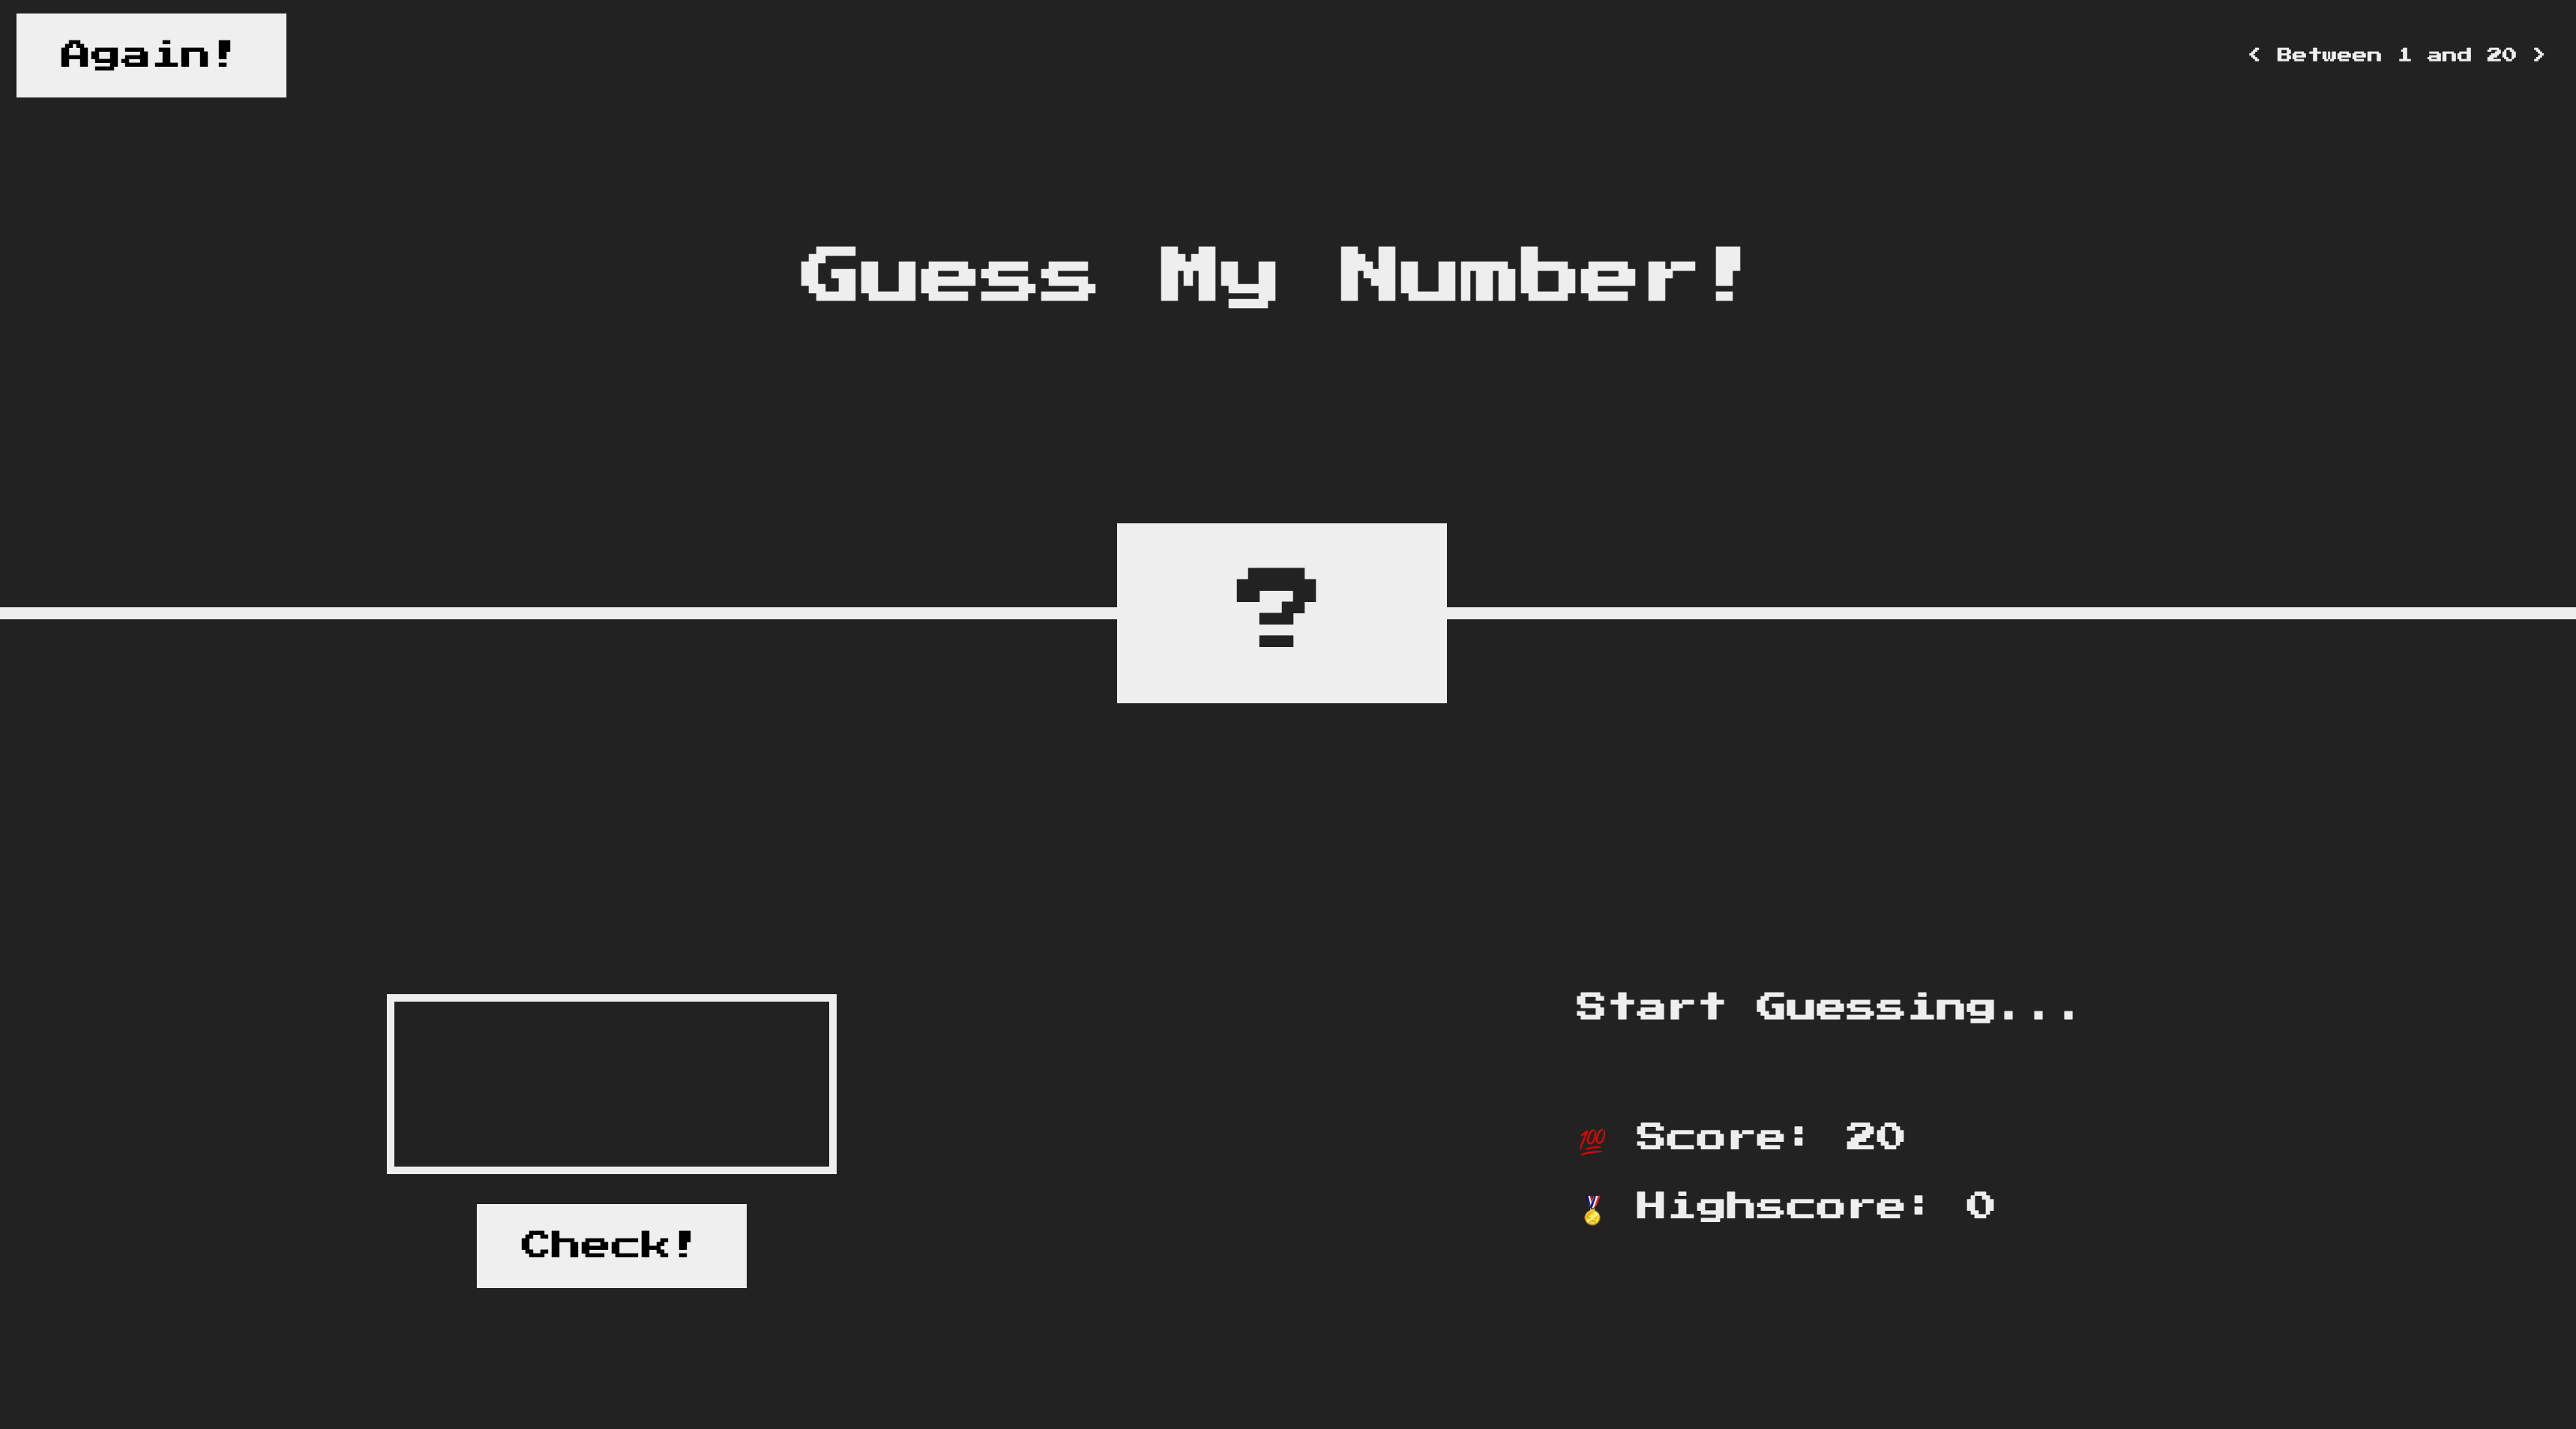 Again!
< Between 1 and 20 >
Guess My Number!
?
Start Guessing...
💯 Score: 20
🥇 Highscore: 0
Check!